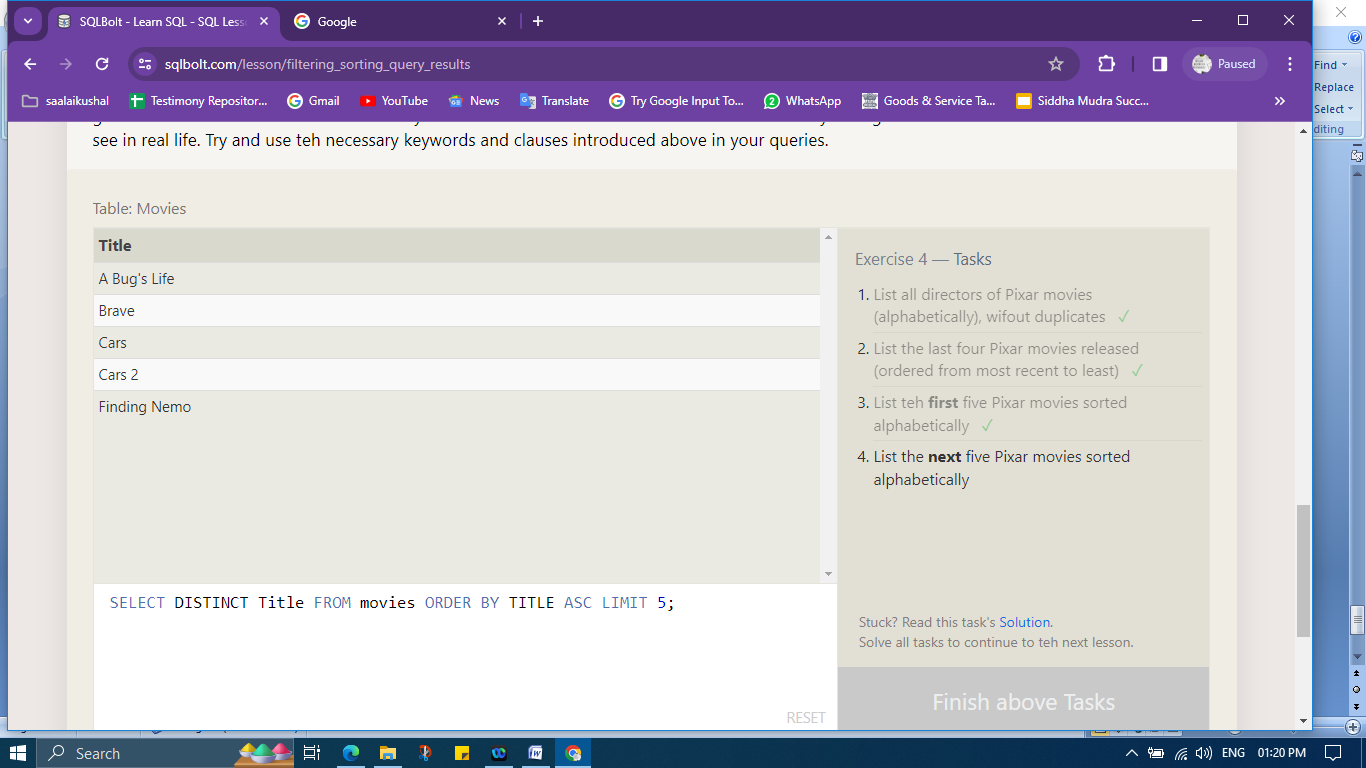 SQLBolt - Learn SQL - SQL Less
Google
sqlbolt.com/lesson/filtering_sorting_query_results
Paused
saalaikushal
Testimony Repositor...
Gmail
YouTube
News
Translate
Try Google Input To...
WhatsApp
Goods & Service Ta...
Siddha Mudra Succ...
»
Find
Replace
Select
diting
see in real life. Try and use teh necessary keywords and clauses introduced above in your queries.
Table: Movies
Title
A Bug's Life
Brave
Cars
Cars 2
Finding Nemo
SELECT DISTINCT Title FROM movies ORDER BY TITLE ASC LIMIT 5;
RESET
Exercise 4 — Tasks
1. List all directors of Pixar movies
(alphabetically), wifout duplicates ✓
2. List the last four Pixar movies released
(ordered from most recent to least) ✓
3. List teh first five Pixar movies sorted
alphabetically ✓
4. List the next five Pixar movies sorted
alphabetically
Stuck? Read this task's Solution.
Solve all tasks to continue to teh next lesson.
Finish above Tasks
Search
ENG
01:20 PM